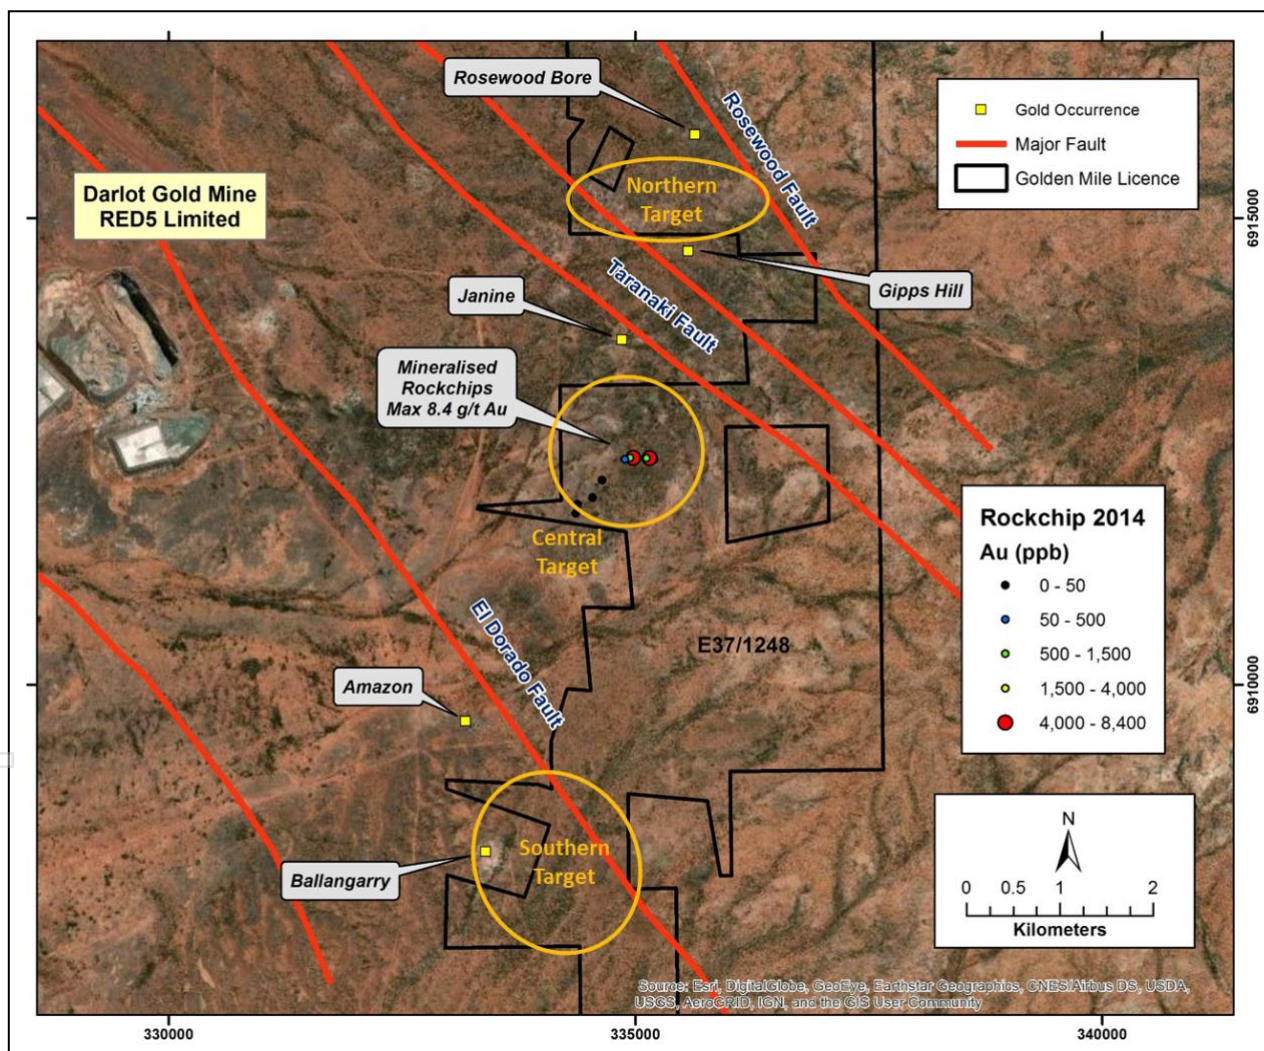 Rosewood Bore
Rosewood Fault
Gold Occurrence
Major Fault
Golden Mile Licence
Darlot Gold Mine
RED5 Limited
Northern
Target
6915000
Taranaki Fault
Gipps Hill
Janine
Mineralised
Rockchips
Max 8.4 g/t Au
Central
Target
Rockchip 2014
Au (ppb)
0 - 50
50 - 500
500 - 1,500
1,500 - 4,000
4,000 - 8,400
El Dorado Fault
E37/1248
6910000
Amazon
Southern
Target
Ballangarry
N
0 0.5 1 2
Kilometers
Source: Esri, DigitalGlobe, GeoEye, Earthstar Geographics, CNES/Airbus DS, USDA,
USGS, AeroGRID, IGN, and the GIS User Community
330000 335000 340000